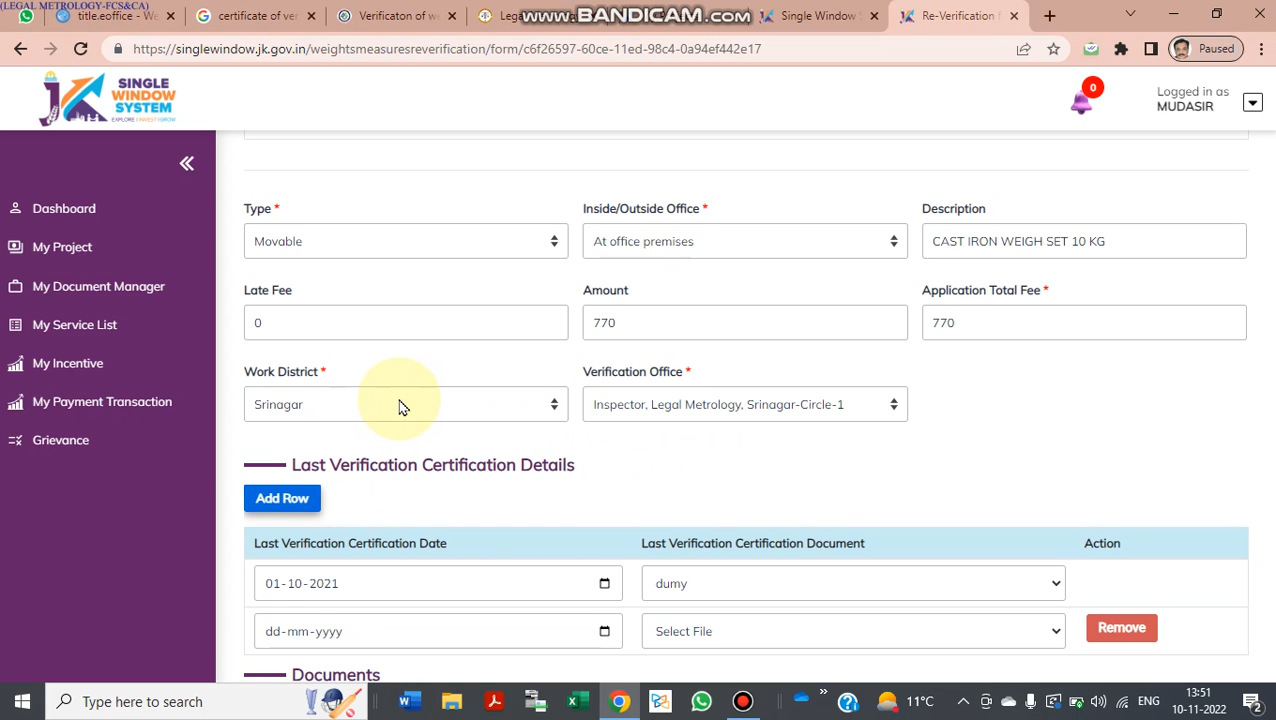 (LEGAL METROLOGY-FCS&CA)
title.office - Sear
certificate of re
Verification of w
Lega
www.BANDICAM.com
Single Window
Re-Verification f
https://singlewindow.jk.gov.in/weightsmeasuresreverification/form/c6f26597-60ce-11ed-98c4-0a94ef442e17
Paused
SINGLE
WINDOW
SYSTEM
EXPLORE | INVEST | GROW
0
Logged in as
MUDASIR
Dashboard
My Project
My Document Manager
My Service List
My Incentive
My Payment Transaction
Grievance
Type *
Inside/Outside Office *
Description
Movable
At office premises
CAST IRON WEIGH SET 10 KG
Late Fee
Amount
Application Total Fee *
0
770
770
Work District *
Verification Office *
Srinagar
Inspector, Legal Metrology, Srinagar-Circle-1
Last Verification Certification Details
Add Row
Last Verification Certification Date
Last Verification Certification Document
Action
01-10-2021
dumy
dd-mm-yyyy
Select File
Remove
Documents
Type here to search
11°C
ENG
13:51
10-11-2022
2